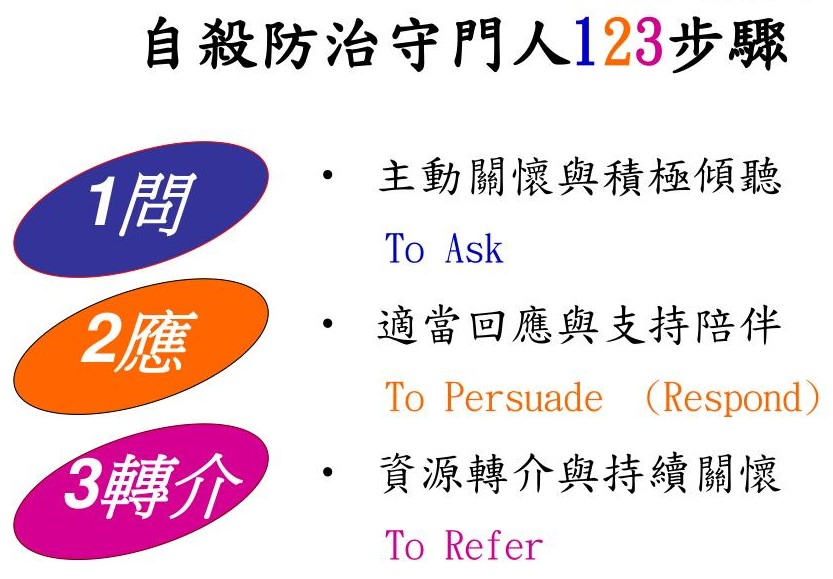 自殺防治守門人123步驟
1問
• 主動關懷與積極傾聽
To Ask
2應
• 適當回應與支持陪伴
To Persuade (Respond)
3轉介
• 資源轉介與持續關懷
To Refer